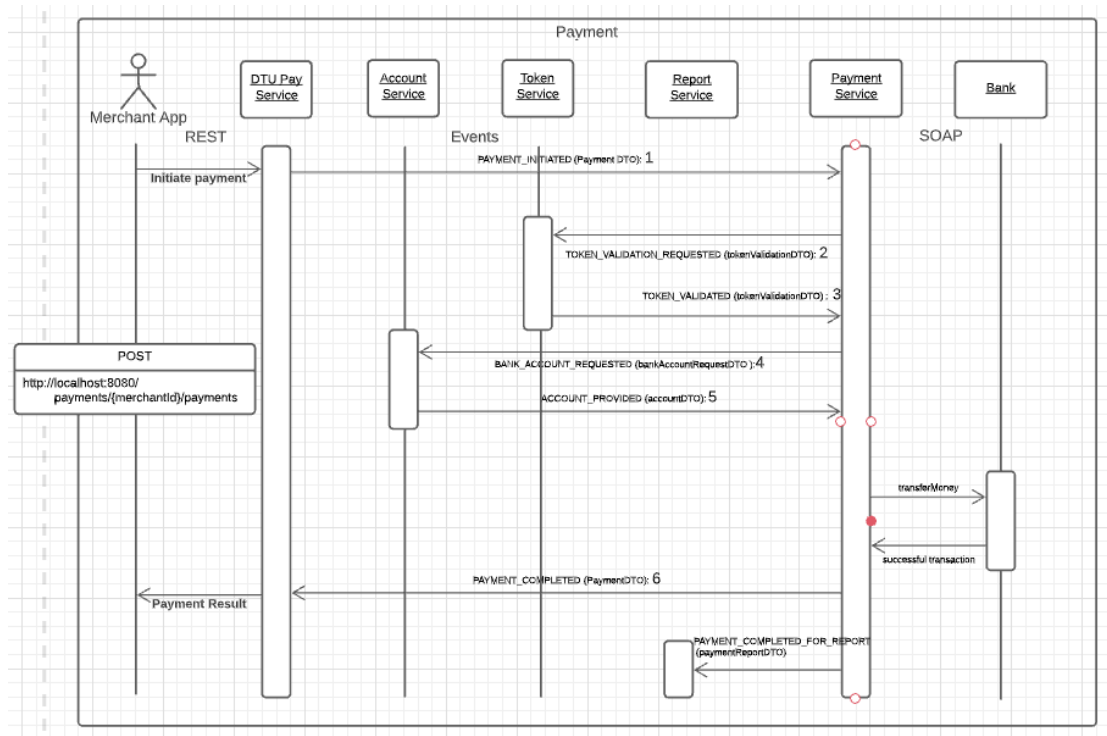 Payment
DTU Pay
Service
Account
Service
Token
Service
Report
Service
Payment
Service
Bank
Merchant App
REST
Events
SOAP
PAYMENT_INITIATED (Payment DTO): 1
Initiate payment
TOKEN_VALIDATION_REQUESTED (tokenValidationDTO): 2
TOKEN_VALIDATED (tokenValidationDTO) : 3
POST
http://localhost:8080/
payments/{merchantId}/payments
BANK_ACCOUNT_REQUESTED (bankAccountRequestDTO ):4
ACCOUNT_PROVIDED (accountDTO): 5
transferMoney
successful transaction
PAYMENT_COMPLETED (PaymentDTO): 6
Payment Result
PAYMENT_COMPLETED_FOR_REPORT
(paymentReportDTO)